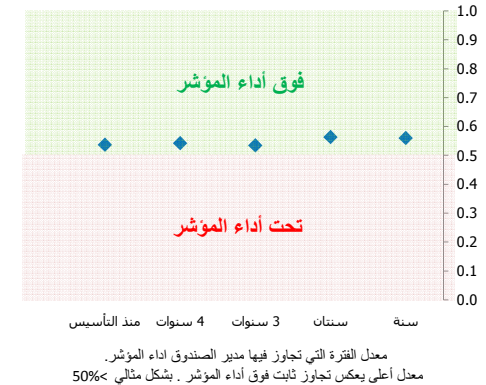 1.0
0.9
0.8
0.7
0.6
0.5
0.4
0.3
0.2
0.1
0.0
فوق أداء المؤشر
تحت أداء المؤشر
سنة سنتان 3 سنوات 4 سنوات منذ التأسيس
معدل الفترة التي تجاوز فيها مدير الصندوق اداء المؤشر.
معدل أعلى يعكس تجاوز ثابت فوق أداء المؤشر . بشكل مثالي >50%